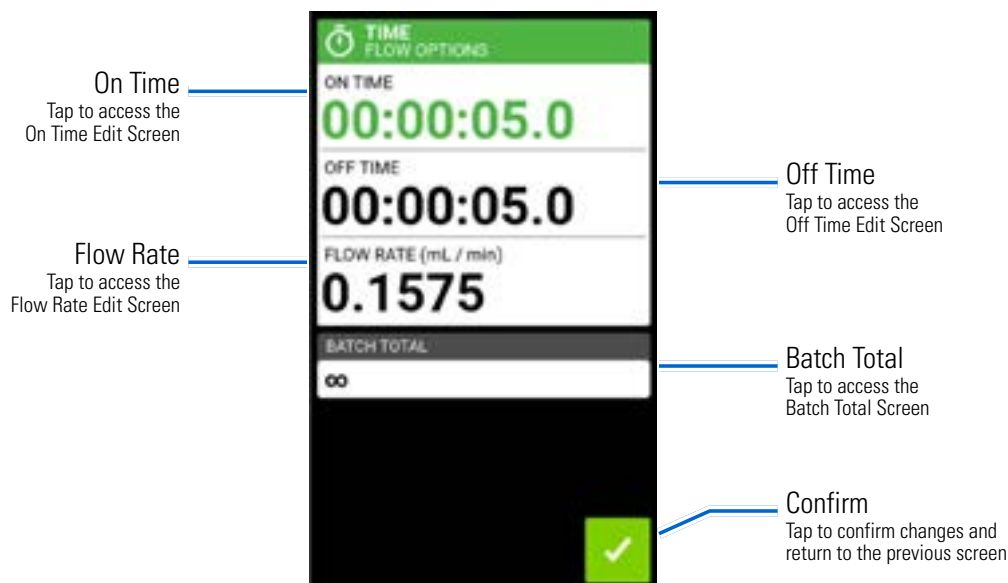 TIME
FLOW OPTIONS
ON TIME
00:00:05.0
OFF TIME
00:00:05.0
FLOW RATE (mL / min)
0.1575
BATCH TOTAL
∞
On Time
Tap to access the
On Time Edit Screen
Flow Rate
Tap to access the
Flow Rate Edit Screen
Off Time
Tap to access the
Off Time Edit Screen
Batch Total
Tap to access the
Batch Total Screen
Confirm
Tap to confirm changes and
return to the previous screen